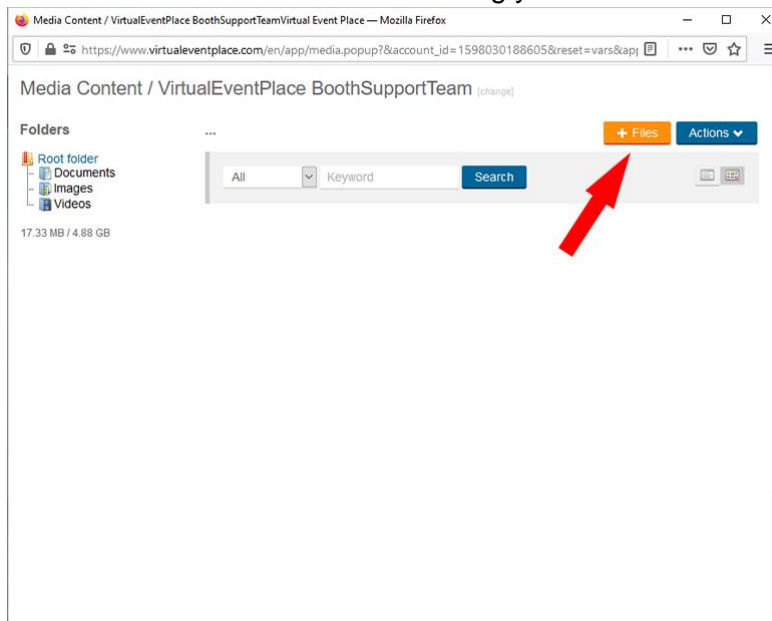 Media Content / VirtualEventPlace BoothSupportTeamVirtual Event Place — Mozilla Firefox
https://www.virtualeventplace.com/en/app/media.popup?&account_id=1598030188605&reset=vars&app
Media Content / VirtualEventPlace BoothSupportTeam [change]
Folders ... + Files Actions
Root folder
Documents
Images
Videos
All Keyword Search
17.33 MB / 4.88 GB